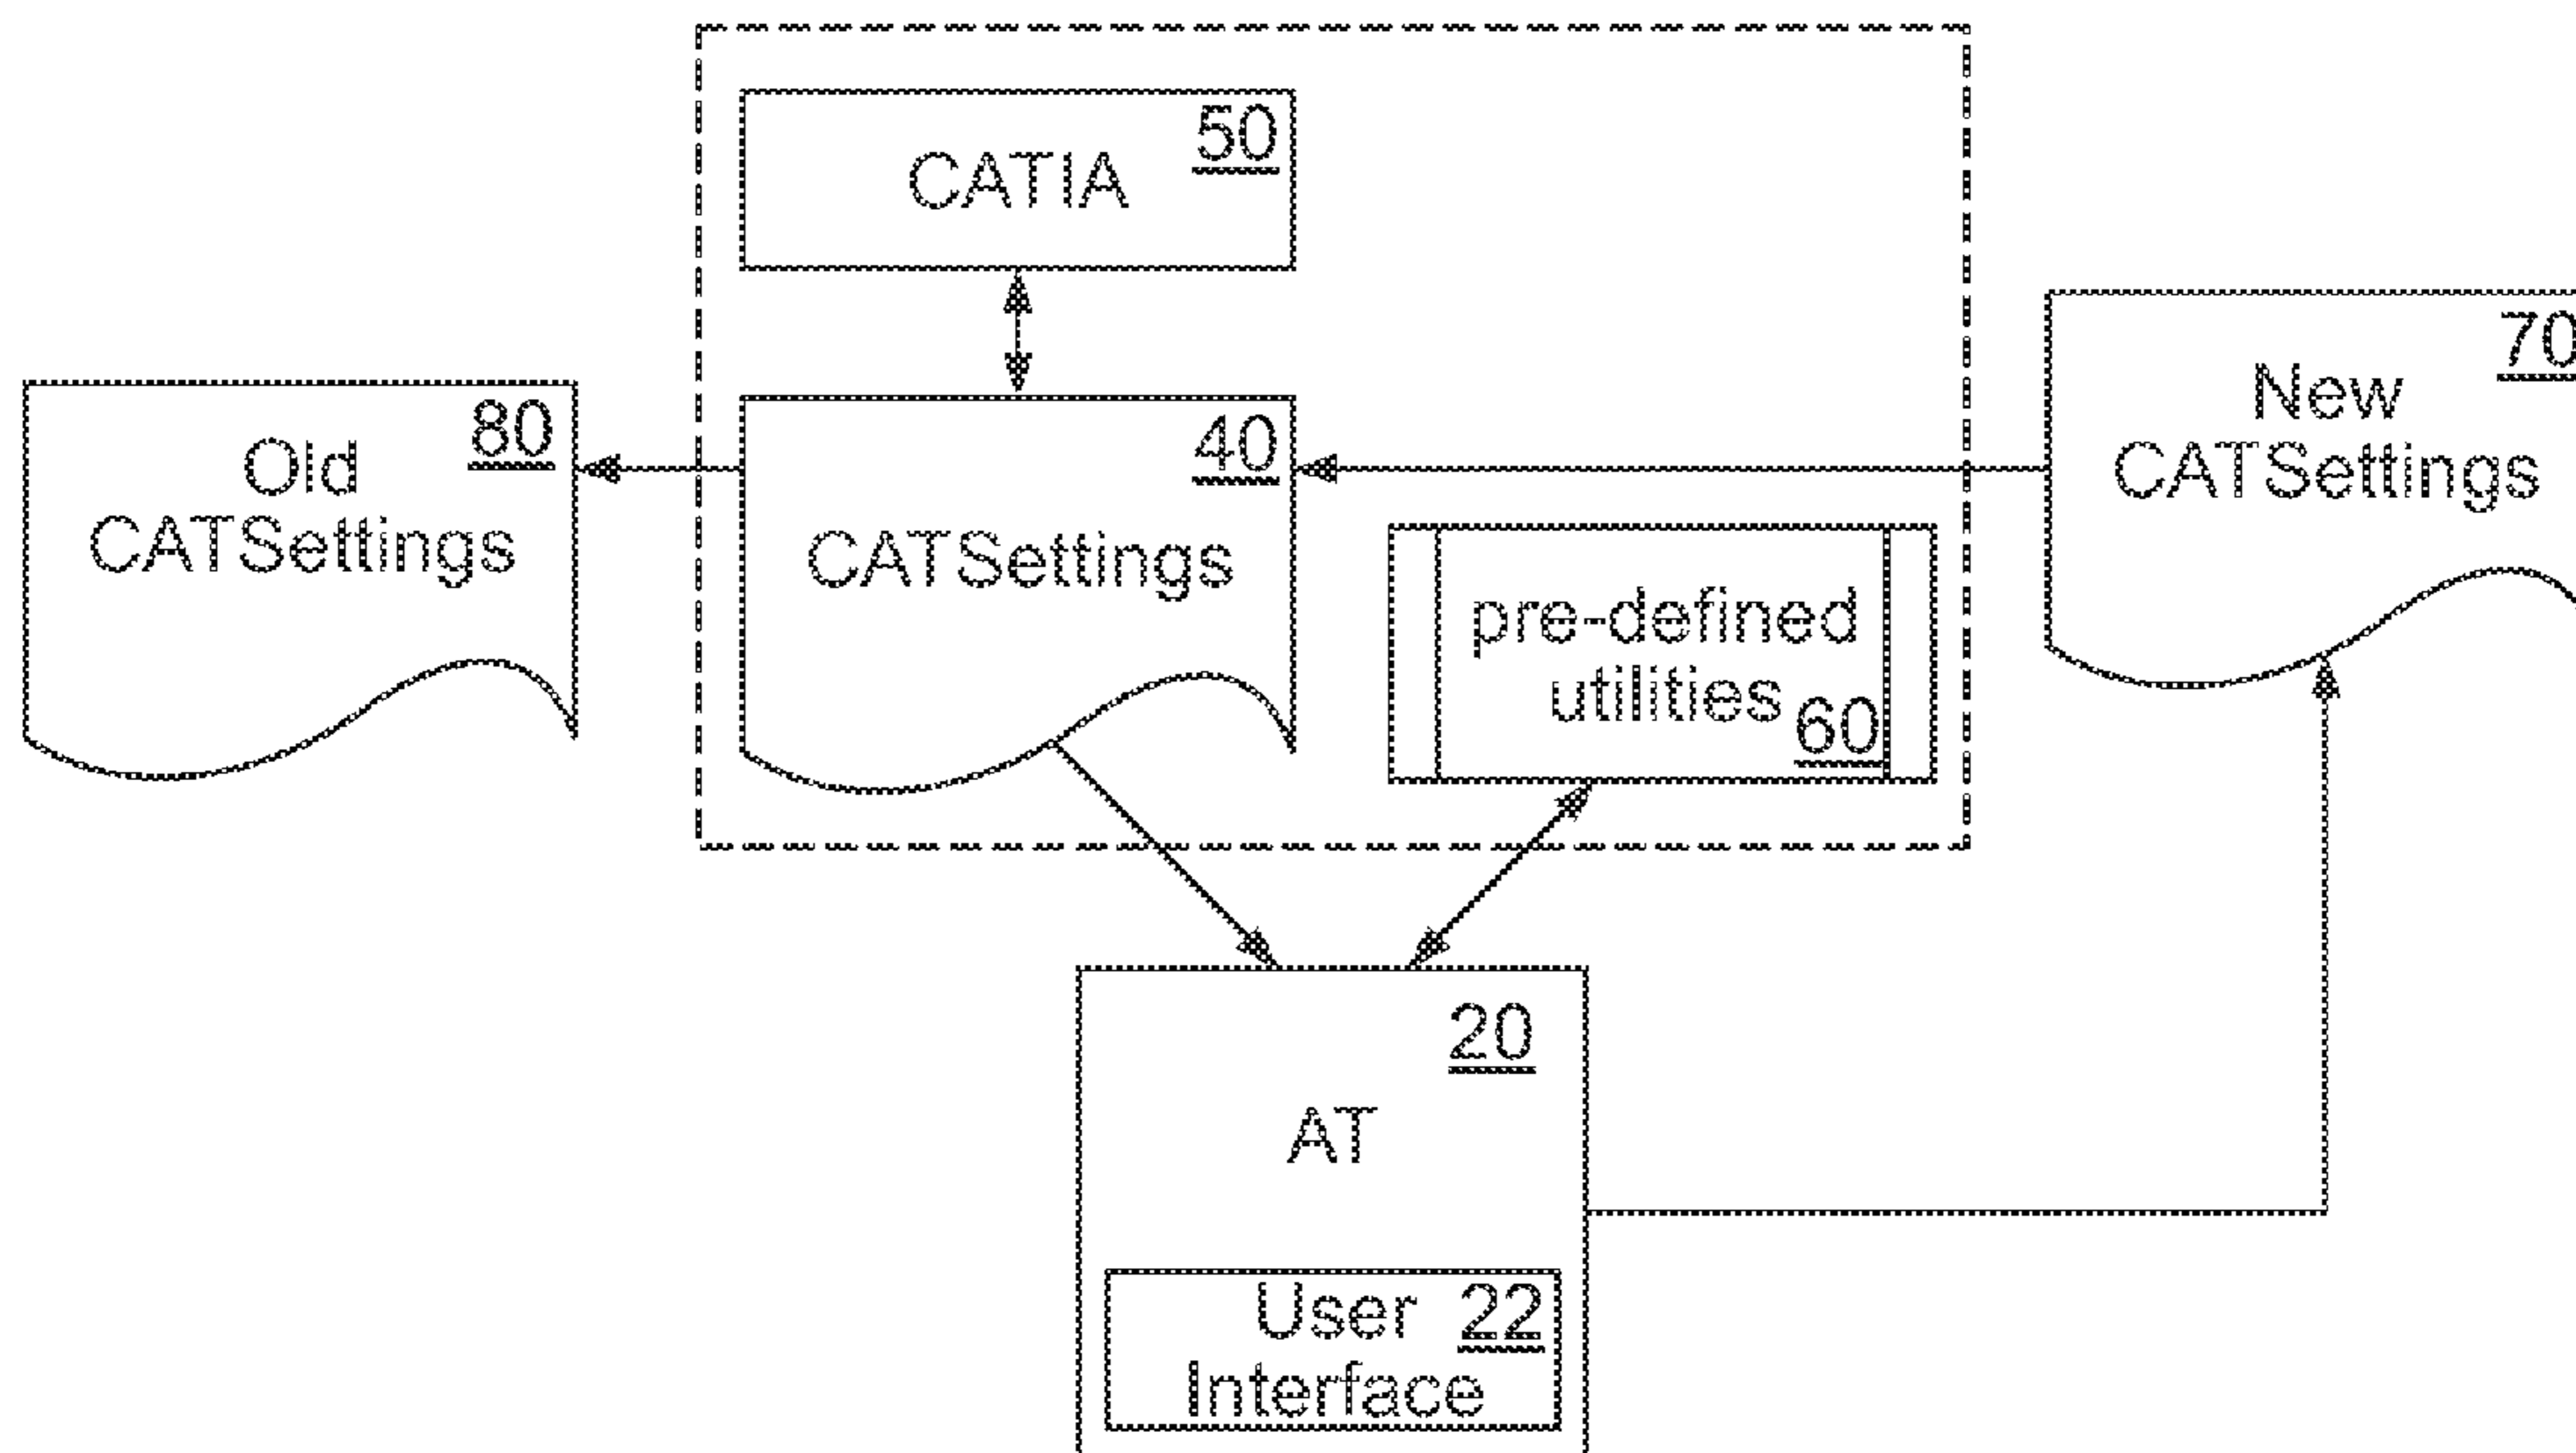 50
CATIA
80
Old
CATSettings
40
CATSettings
pre-defined
utilities
60
70
New
CATSettings
20
AT
User 22
Interface